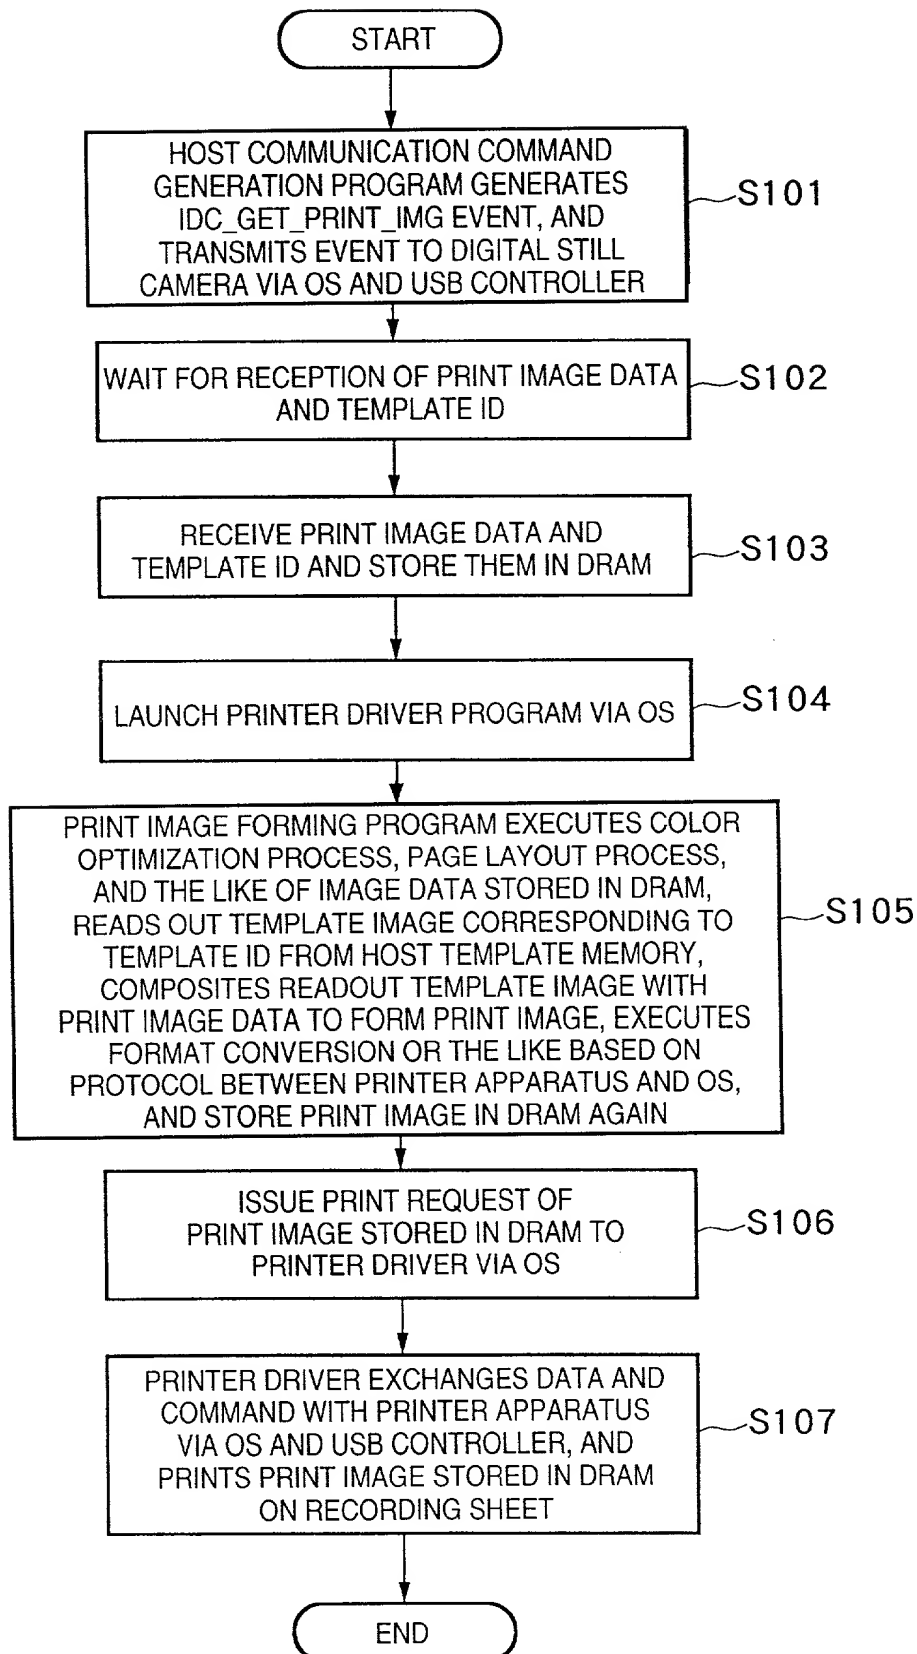 START
HOST COMMUNICATION COMMAND
GENERATION PROGRAM GENERATES
IDC_GET_PRINT_IMG EVENT, AND
TRANSMITS EVENT TO DIGITAL STILL
CAMERA VIA OS AND USB CONTROLLER
S101
WAIT FOR RECEPTION OF PRINT IMAGE DATA
AND TEMPLATE ID
S102
RECEIVE PRINT IMAGE DATA AND
TEMPLATE ID AND STORE THEM IN DRAM
S103
LAUNCH PRINTER DRIVER PROGRAM VIA OS
S104
PRINT IMAGE FORMING PROGRAM EXECUTES COLOR
OPTIMIZATION PROCESS, PAGE LAYOUT PROCESS,
AND THE LIKE OF IMAGE DATA STORED IN DRAM,
READS OUT TEMPLATE IMAGE CORRESPONDING TO
TEMPLATE ID FROM HOST TEMPLATE MEMORY,
COMPOSITES READOUT TEMPLATE IMAGE WITH
PRINT IMAGE DATA TO FORM PRINT IMAGE, EXECUTES
FORMAT CONVERSION OR THE LIKE BASED ON
PROTOCOL BETWEEN PRINTER APPARATUS AND OS,
AND STORE PRINT IMAGE IN DRAM AGAIN
S105
ISSUE PRINT REQUEST OF
PRINT IMAGE STORED IN DRAM TO
PRINTER DRIVER VIA OS
S106
PRINTER DRIVER EXCHANGES DATA AND
COMMAND WITH PRINTER APPARATUS
VIA OS AND USB CONTROLLER, AND
PRINTS PRINT IMAGE STORED IN DRAM
ON RECORDING SHEET
S107
END